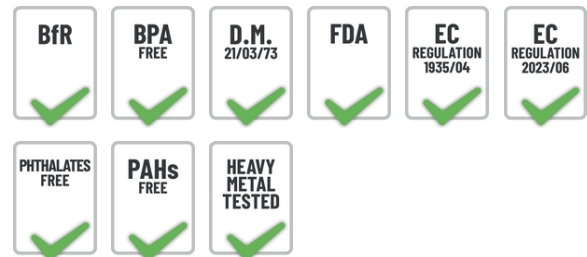 BfR
BPA
FREE
D.M.
21/03/73
FDA
EC
REGULATION
1935/04
EC
REGULATION
2023/06
PHTHALATES
FREE
PAHs
FREE
HEAVY
METAL
TESTED